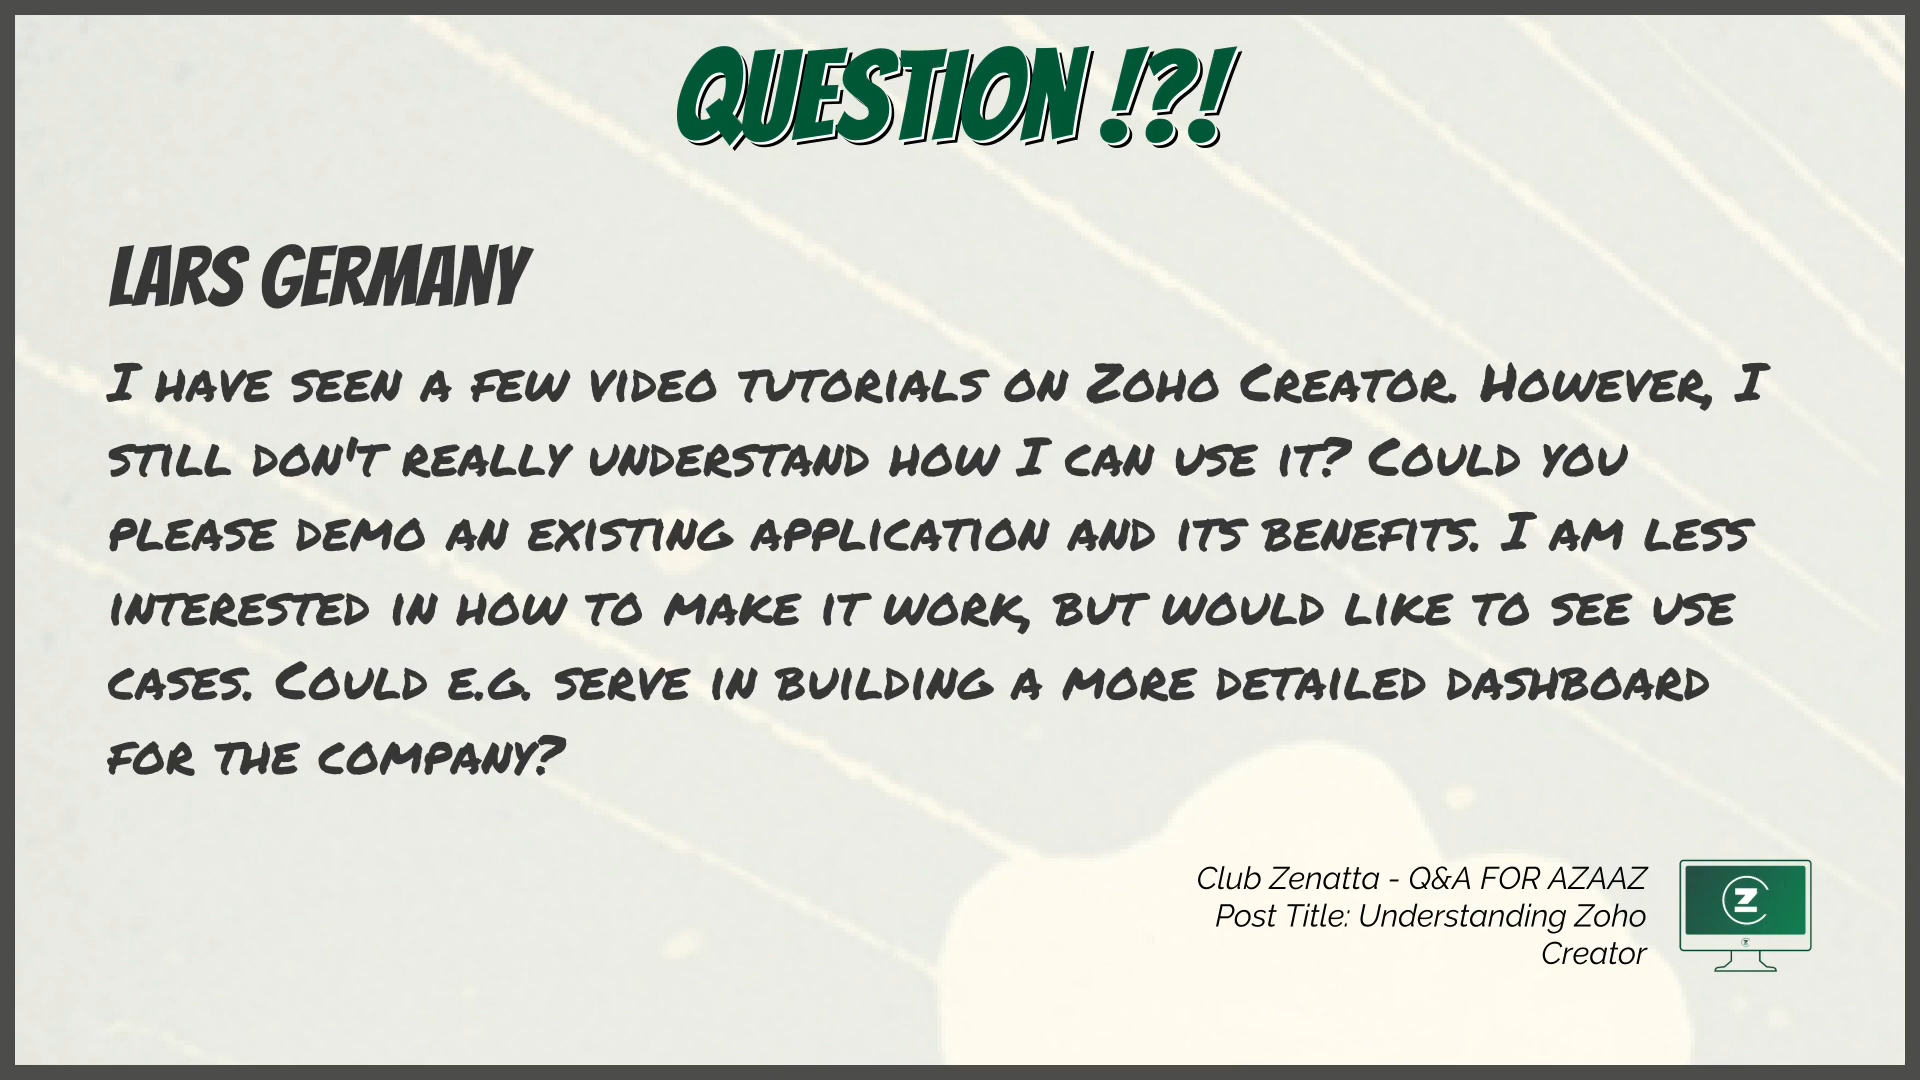 QUESTION !?!
LARS GERMANY
I have seen a few video tutorials on Zoho Creator. However, I
still don't really understand how I can use it? Could you
please demo an existing application and its benefits. I am less
interested in how to make it work, but would like to see use
cases. Could e.g. serve in building a more detailed dashboard
for the company?
Club Zenatta - Q&A FOR AZAAZ
Post Title: Understanding Zoho
Creator
Z